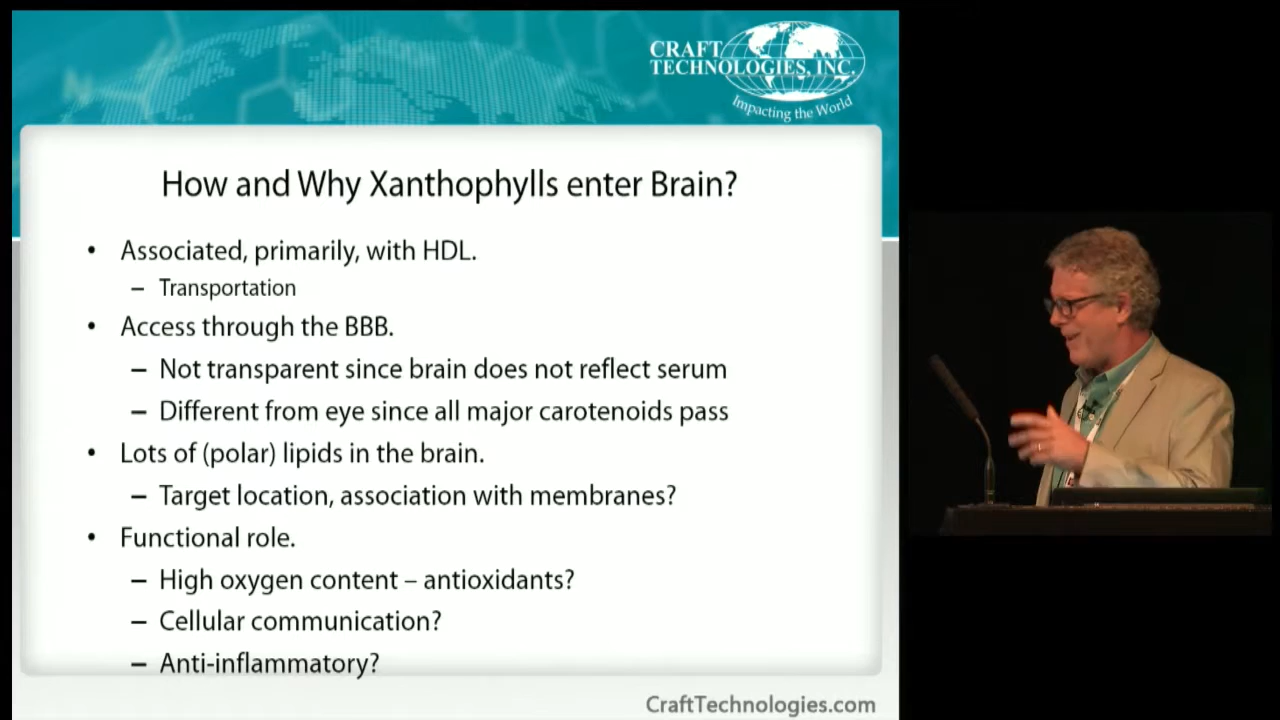 CRAFT
TECHNOLOGIES, INC.
Impacting the World
How and Why Xanthophylls enter Brain?
• Associated, primarily, with HDL.
– Transportation
• Access through the BBB.
– Not transparent since brain does not reflect serum
– Different from eye since all major carotenoids pass
• Lots of (polar) lipids in the brain.
– Target location, association with membranes?
• Functional role.
– High oxygen content – antioxidants?
– Cellular communication?
– Anti-inflammatory?
CraftTechnologies.com